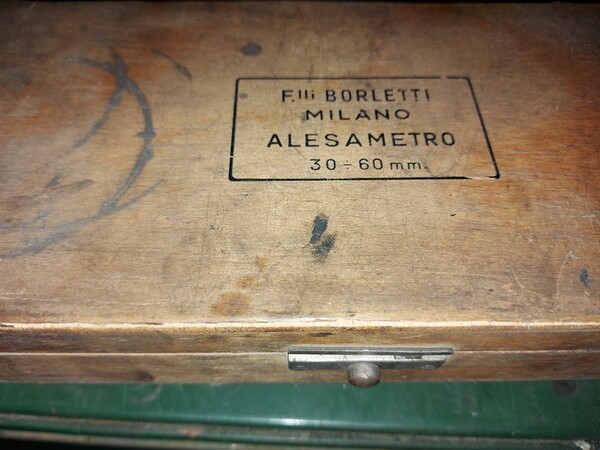 F.lli BORLETTI
MILANO
ALESAMETRO
30÷60 mm.